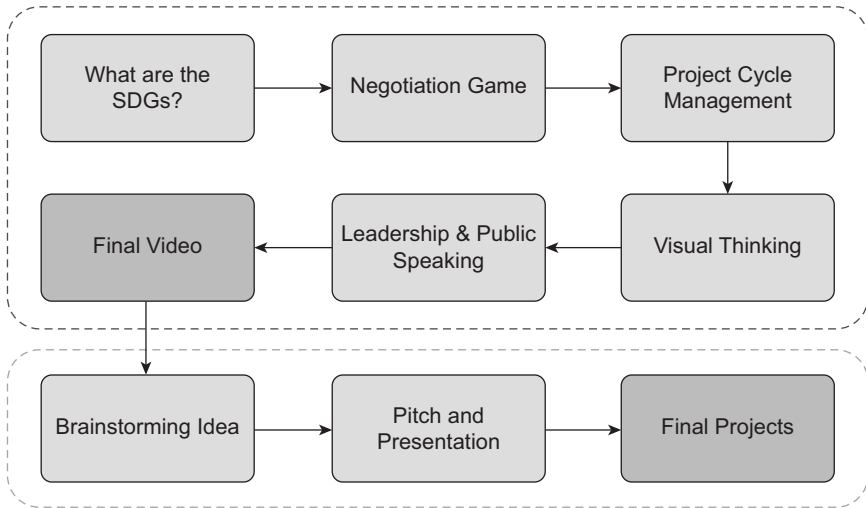 What are the
SDGs?
Negotiation Game
Project Cycle
Management
Final Video
Leadership & Public
Speaking
Visual Thinking
Brainstorming Idea
Pitch and
Presentation
Final Projects